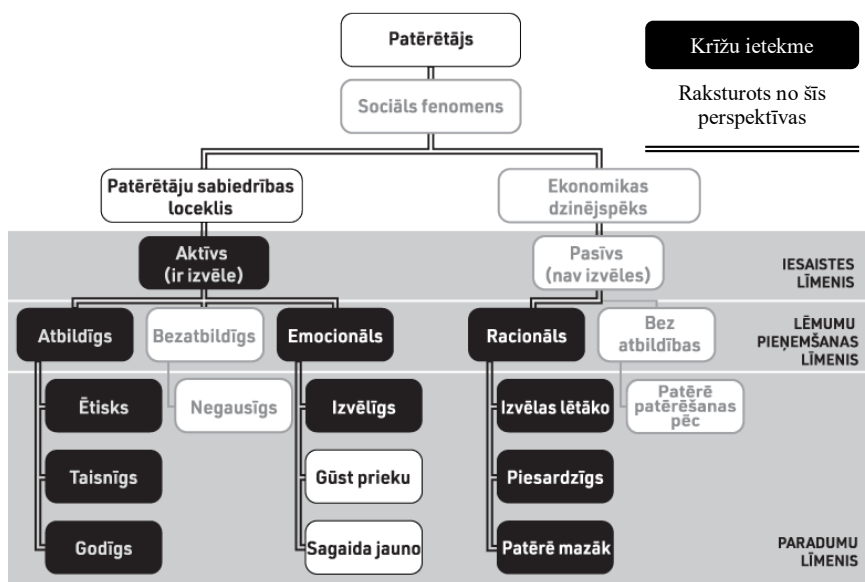 Patērētājs
Krīžu ietekme
Sociāls fenomens
Raksturots no šīs
perspektīvas
Patērētāju sabiedrības
loceklis
Ekonomikas
dzinējspēks
Aktīvs
(ir izvēle)
Pasīvs
(nav izvēles)
IESAISTES
LĪMENIS
Atbildīgs
Bezatbildīgs
Emocionāls
Racionāls
Bez
atbildības
LĒMUMU
PIEŅEMŠANAS
LĪMENIS
Ētisks
Negausīgs
Izvēlīgs
Izvēlas lētāko
Patērē
patērēšanas
pēc
Taisnīgs
Gūst prieku
Piesardzīgs
Godīgs
Sagaida jauno
Patērē mazāk
PARADUMU
LĪMENIS